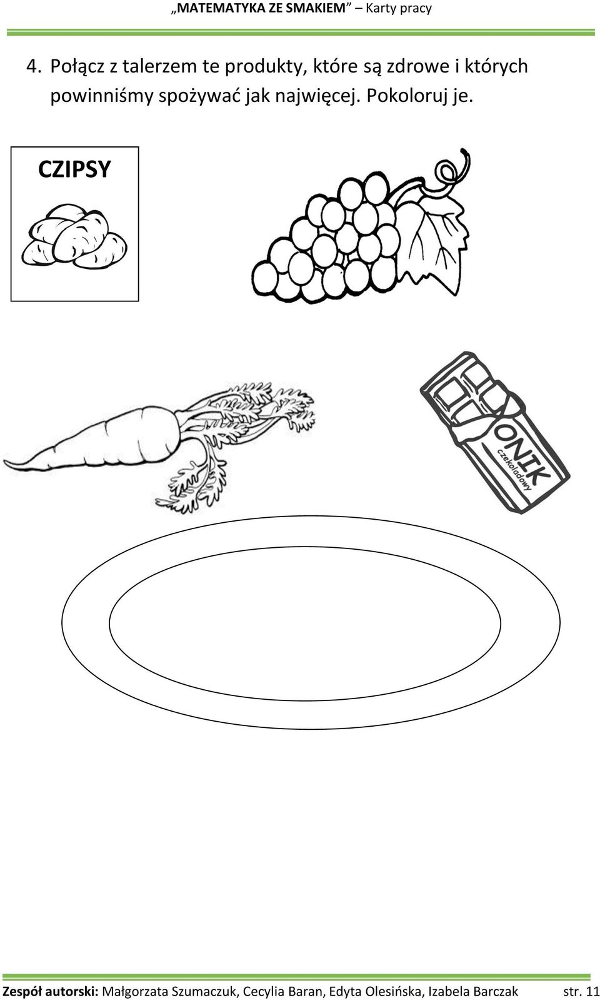 „MATEMATYKA ZE SMAKIEM” – Karty pracy
4. Połącz z talerzem te produkty, które są zdrowe i których
powinniśmy spożywać jak najwięcej. Pokoloruj je.
CZIPSY
ONIK
czekoladowy
Zespół autorski: Małgorzata Szumaczuk, Cecylia Baran, Edyta Olesińska, Izabela Barczak str. 11